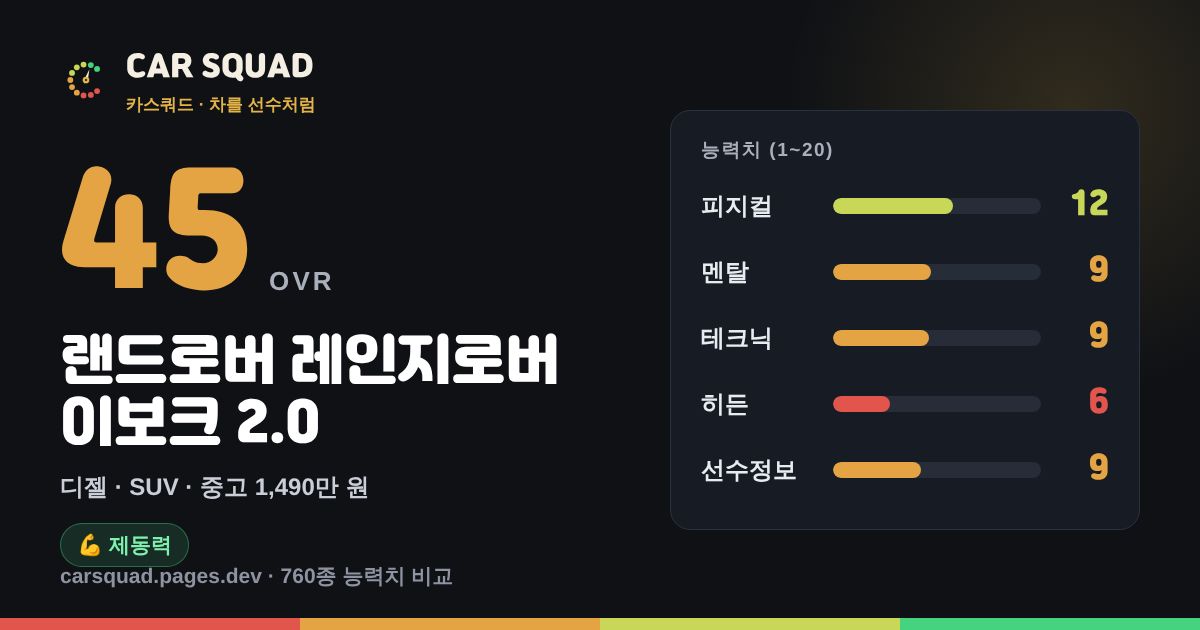 CAR SQUAD
카스쿼드 · 차를 선수처럼
45 OVR
랜드로버 레인지로버
이보크 2.0
디젤 · SUV · 중고 1,490만 원
💪 제동력
carsquad.pages.dev · 760종 능력치 비교
능력치 (1~20)
피지컬 12
멘탈 9
테크닉 9
히든 6
선수정보 9